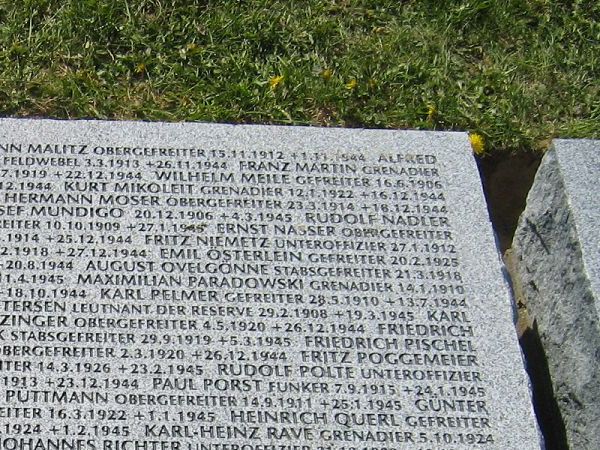 NN MALITZ OBERGEFREITER 15.11.1912 +1.11.1944 ALFRED
FELDWEBEL 3.3.1913 +26.11.1944 FRANZ MARTIN GRENADIER
.7.1919 +22.12.1944 WILHELM MEILE GEFREITER 16.6.1906
.12.1944 KURT MIKOLEIT GRENADIER 12.1.1922 +16.12.1944
HERMANN MOSER OBERGEFREITER 23.3.1914 +18.12.1944
SEF MUNDIGO 20.12.1906 +4.3.1945 RUDOLF NADLER
REITER 10.10.1909 +27.1.1945 ERNST NASSER OBERGEFREITER
.1914 +25.12.1944 FRITZ NIEMETZ UNTEROFFIZIER 27.1.1912
2.1918 +27.12.1944 EMIL ÖSTERLEIN GEFREITER 20.2.1925
+20.8.1944 AUGUST OVELGÖNNE STABSGEFREITER 21.3.1918
1.4.1945 MAXIMILIAN PARADOWSKI GRENADIER 14.1.1910
+18.10.1944 KARL PELMER GEFREITER 28.5.1910 +13.7.1944
TERSEN LEUTNANT DER RESERVE 29.2.1908 +19.3.1945 KARL
ZINGER OBERGEFREITER 4.5.1920 +26.12.1944 FRIEDRICH
K STABSGEFREITER 29.9.1919 +5.3.1945 FRIEDRICH PISCHEL
OBERGEFREITER 2.3.1920 +26.12.1944 FRITZ POGGEMEIER
ITER 14.3.1926 +23.2.1945 RUDOLF POLTE UNTEROFFIZIER
.1913 +23.12.1944 PAUL PORST FUNKER 7.9.1915 +24.1.1945
PUTTMANN OBERGEFREITER 14.9.1911 +25.1.1945 GÜNTER
EITER 16.3.1922 +1.1.1945 HEINRICH QUERL GEFREITER
.1924 +1.2.1945 KARL-HEINZ RAVE GRENADIER 5.10.1924
JOHANNES RICHTER UNTEROFFIZIER